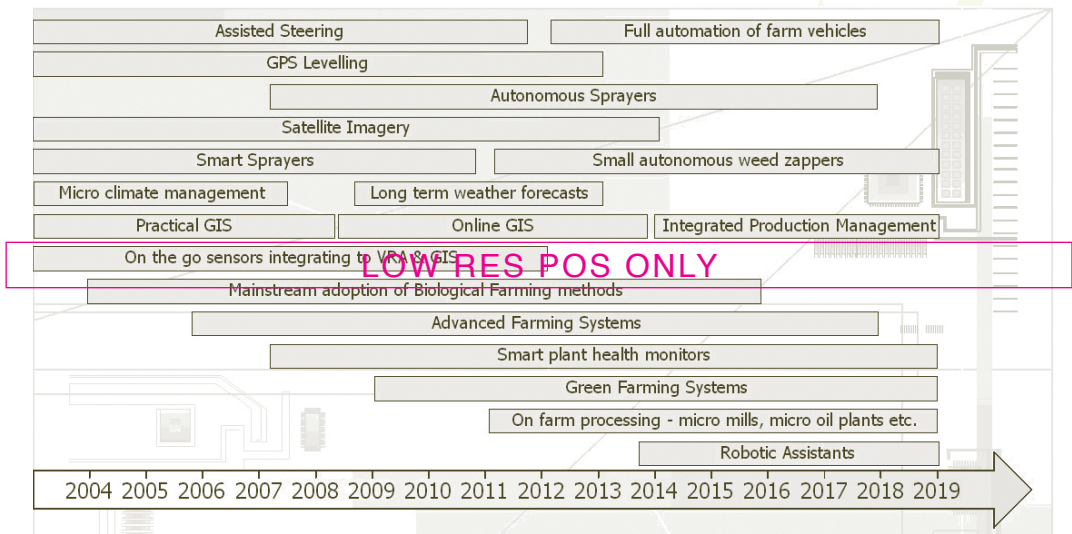 Assisted Steering
Full automation of farm vehicles
GPS Levelling
Autonomous Sprayers
Satellite Imagery
Smart Sprayers
Small autonomous weed zappers
Micro climate management
Long term weather forecasts
Practical GIS
Online GIS
Integrated Production Management
On the go sensors integrating to VRA & GIS
LOW RES POS ONLY
Mainstream adoption of Biological Farming methods
Advanced Farming Systems
Smart plant health monitors
Green Farming Systems
On farm processing - micro mills, micro oil plants etc.
Robotic Assistants
2004 2005 2006 2007 2008 2009 2010 2011 2012 2013 2014 2015 2016 2017 2018 2019